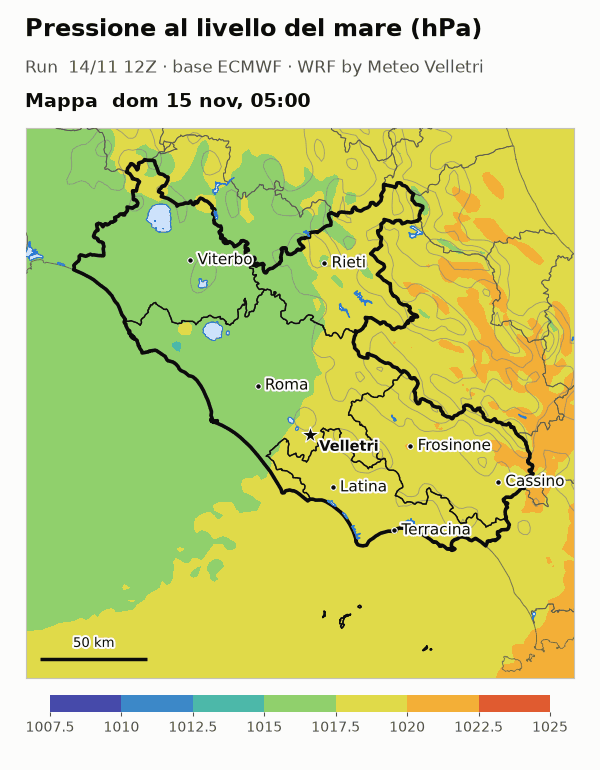 Pressione al livello del mare (hPa)
Run 14/11 12Z · base ECMWF · WRF by Meteo Velletri
Mappa dom 15 nov, 05:00
Viterbo
Rieti
Roma
Velletri
Frosinone
Latina
Cassino
Terracina
50 km
1007.5 1010 1012.5 1015 1017.5 1020 1022.5 1025